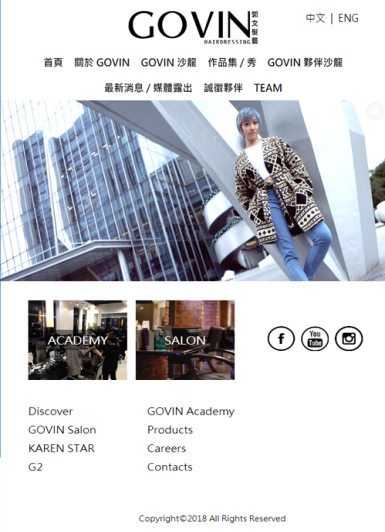 GOVIN 郭文髮藝
HAIRDRESSING
中文 | ENG
首頁 關於 GOVIN GOVIN 沙龍 作品集 / 秀 GOVIN 夥伴沙龍
最新消息 / 媒體露出 誠徵夥伴 TEAM
ACADEMY SALON
You
Tube
Discover GOVIN Academy
GOVIN Salon Products
KAREN STAR Careers
G2 Contacts
Copyright©2018 All Rights Reserved